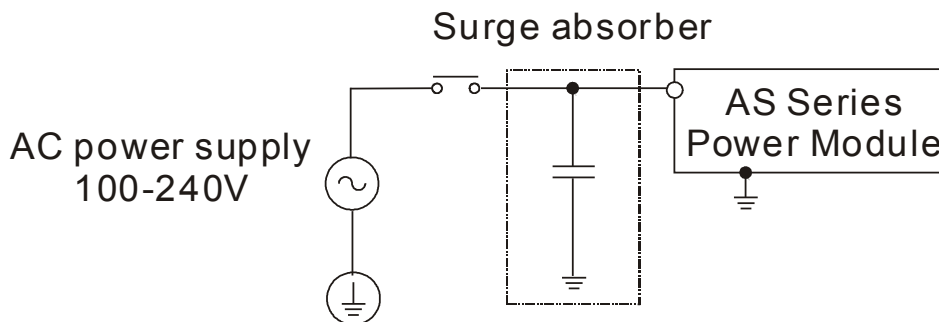 Surge absorber
AC power supply
100-240V
AS Series
Power Module